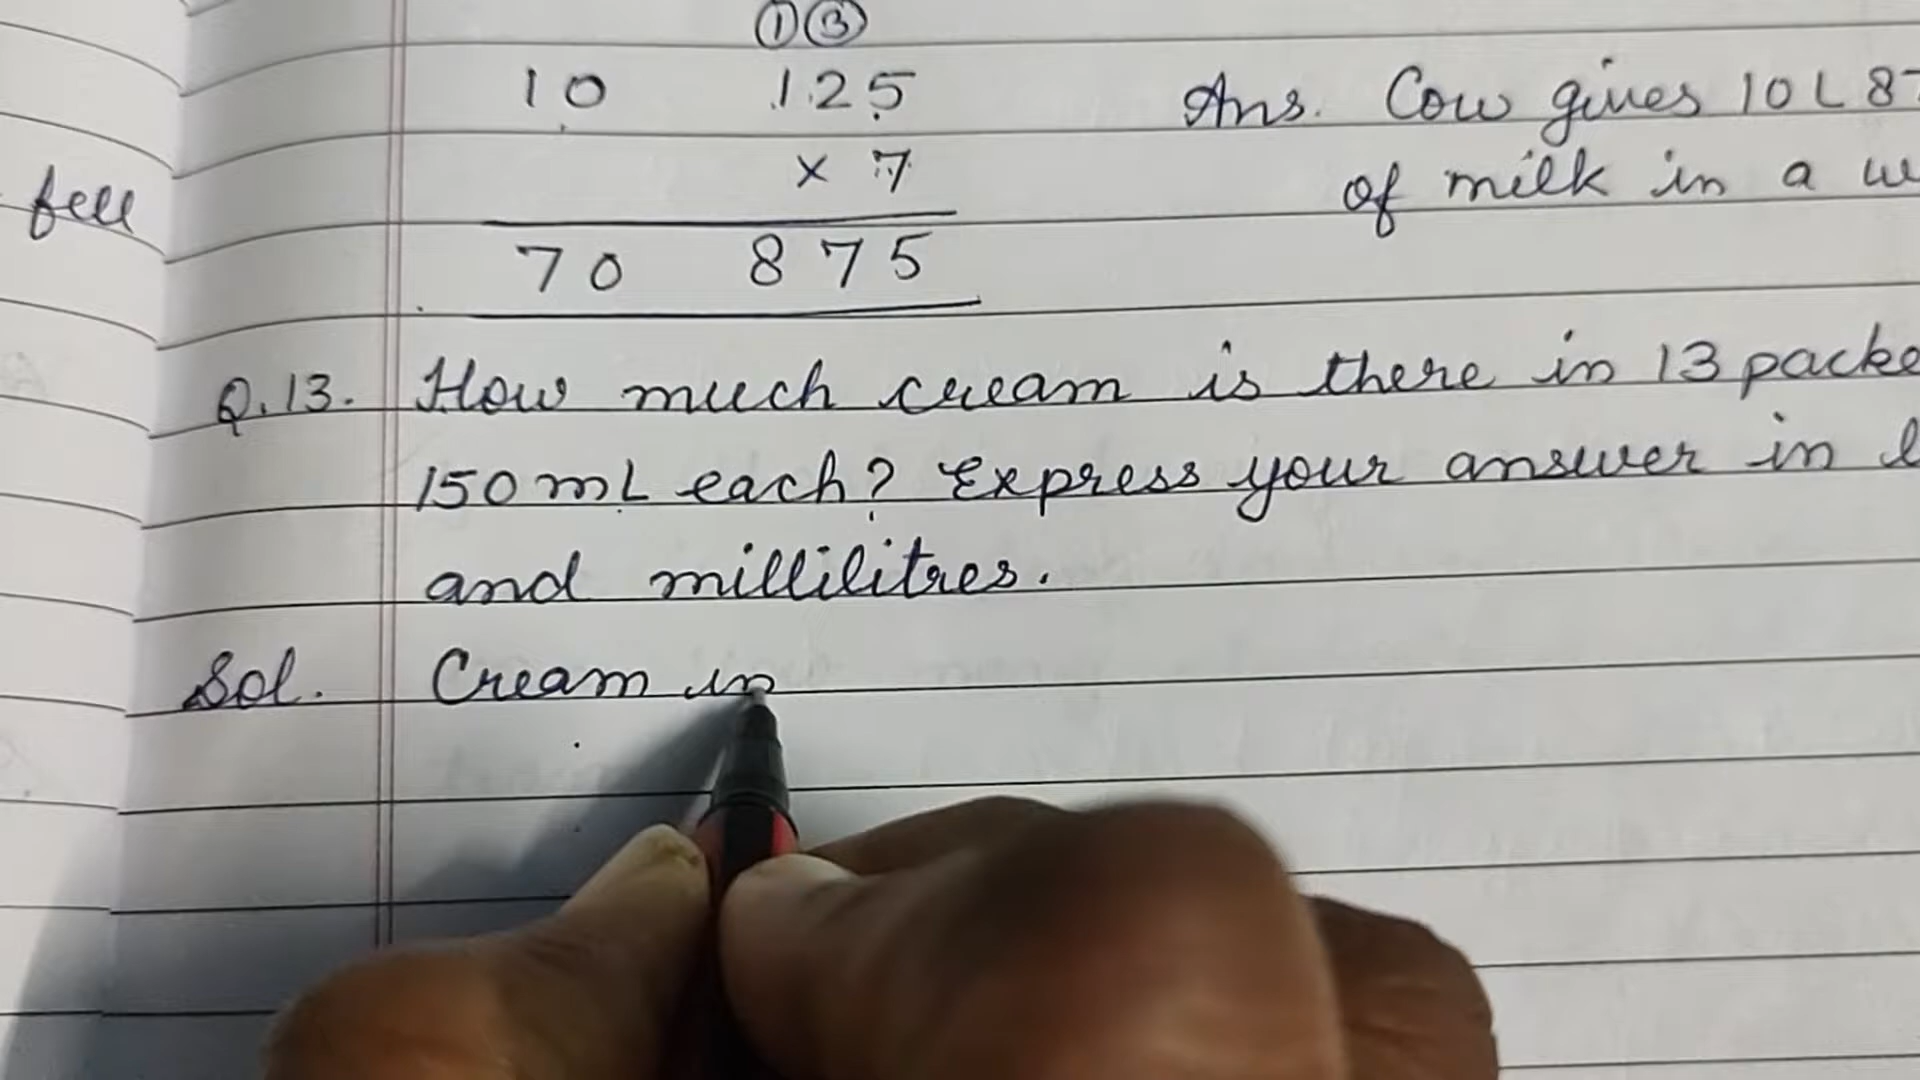 ① ③
10 125
× 7
70 875
Ans. Cow gives 10 L 87
of milk in a w
fell
Q.13. How much cream is there in 13 packe
150 mL each? Express your answer in l
and millilitres.
Sol. Cream in